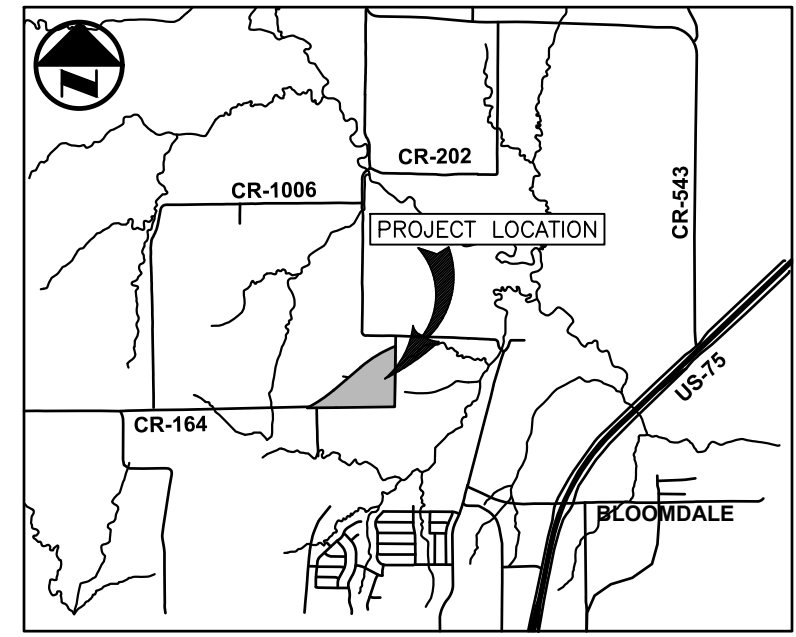 N
CR-202
CR-1006
CR-543
PROJECT LOCATION
US-75
CR-164
BLOOMDALE